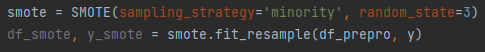 smote = SMOTE(sampling_strategy='minority', random_state=3)
df_smote, y_smote = smote.fit_resample(df_prepro, y)